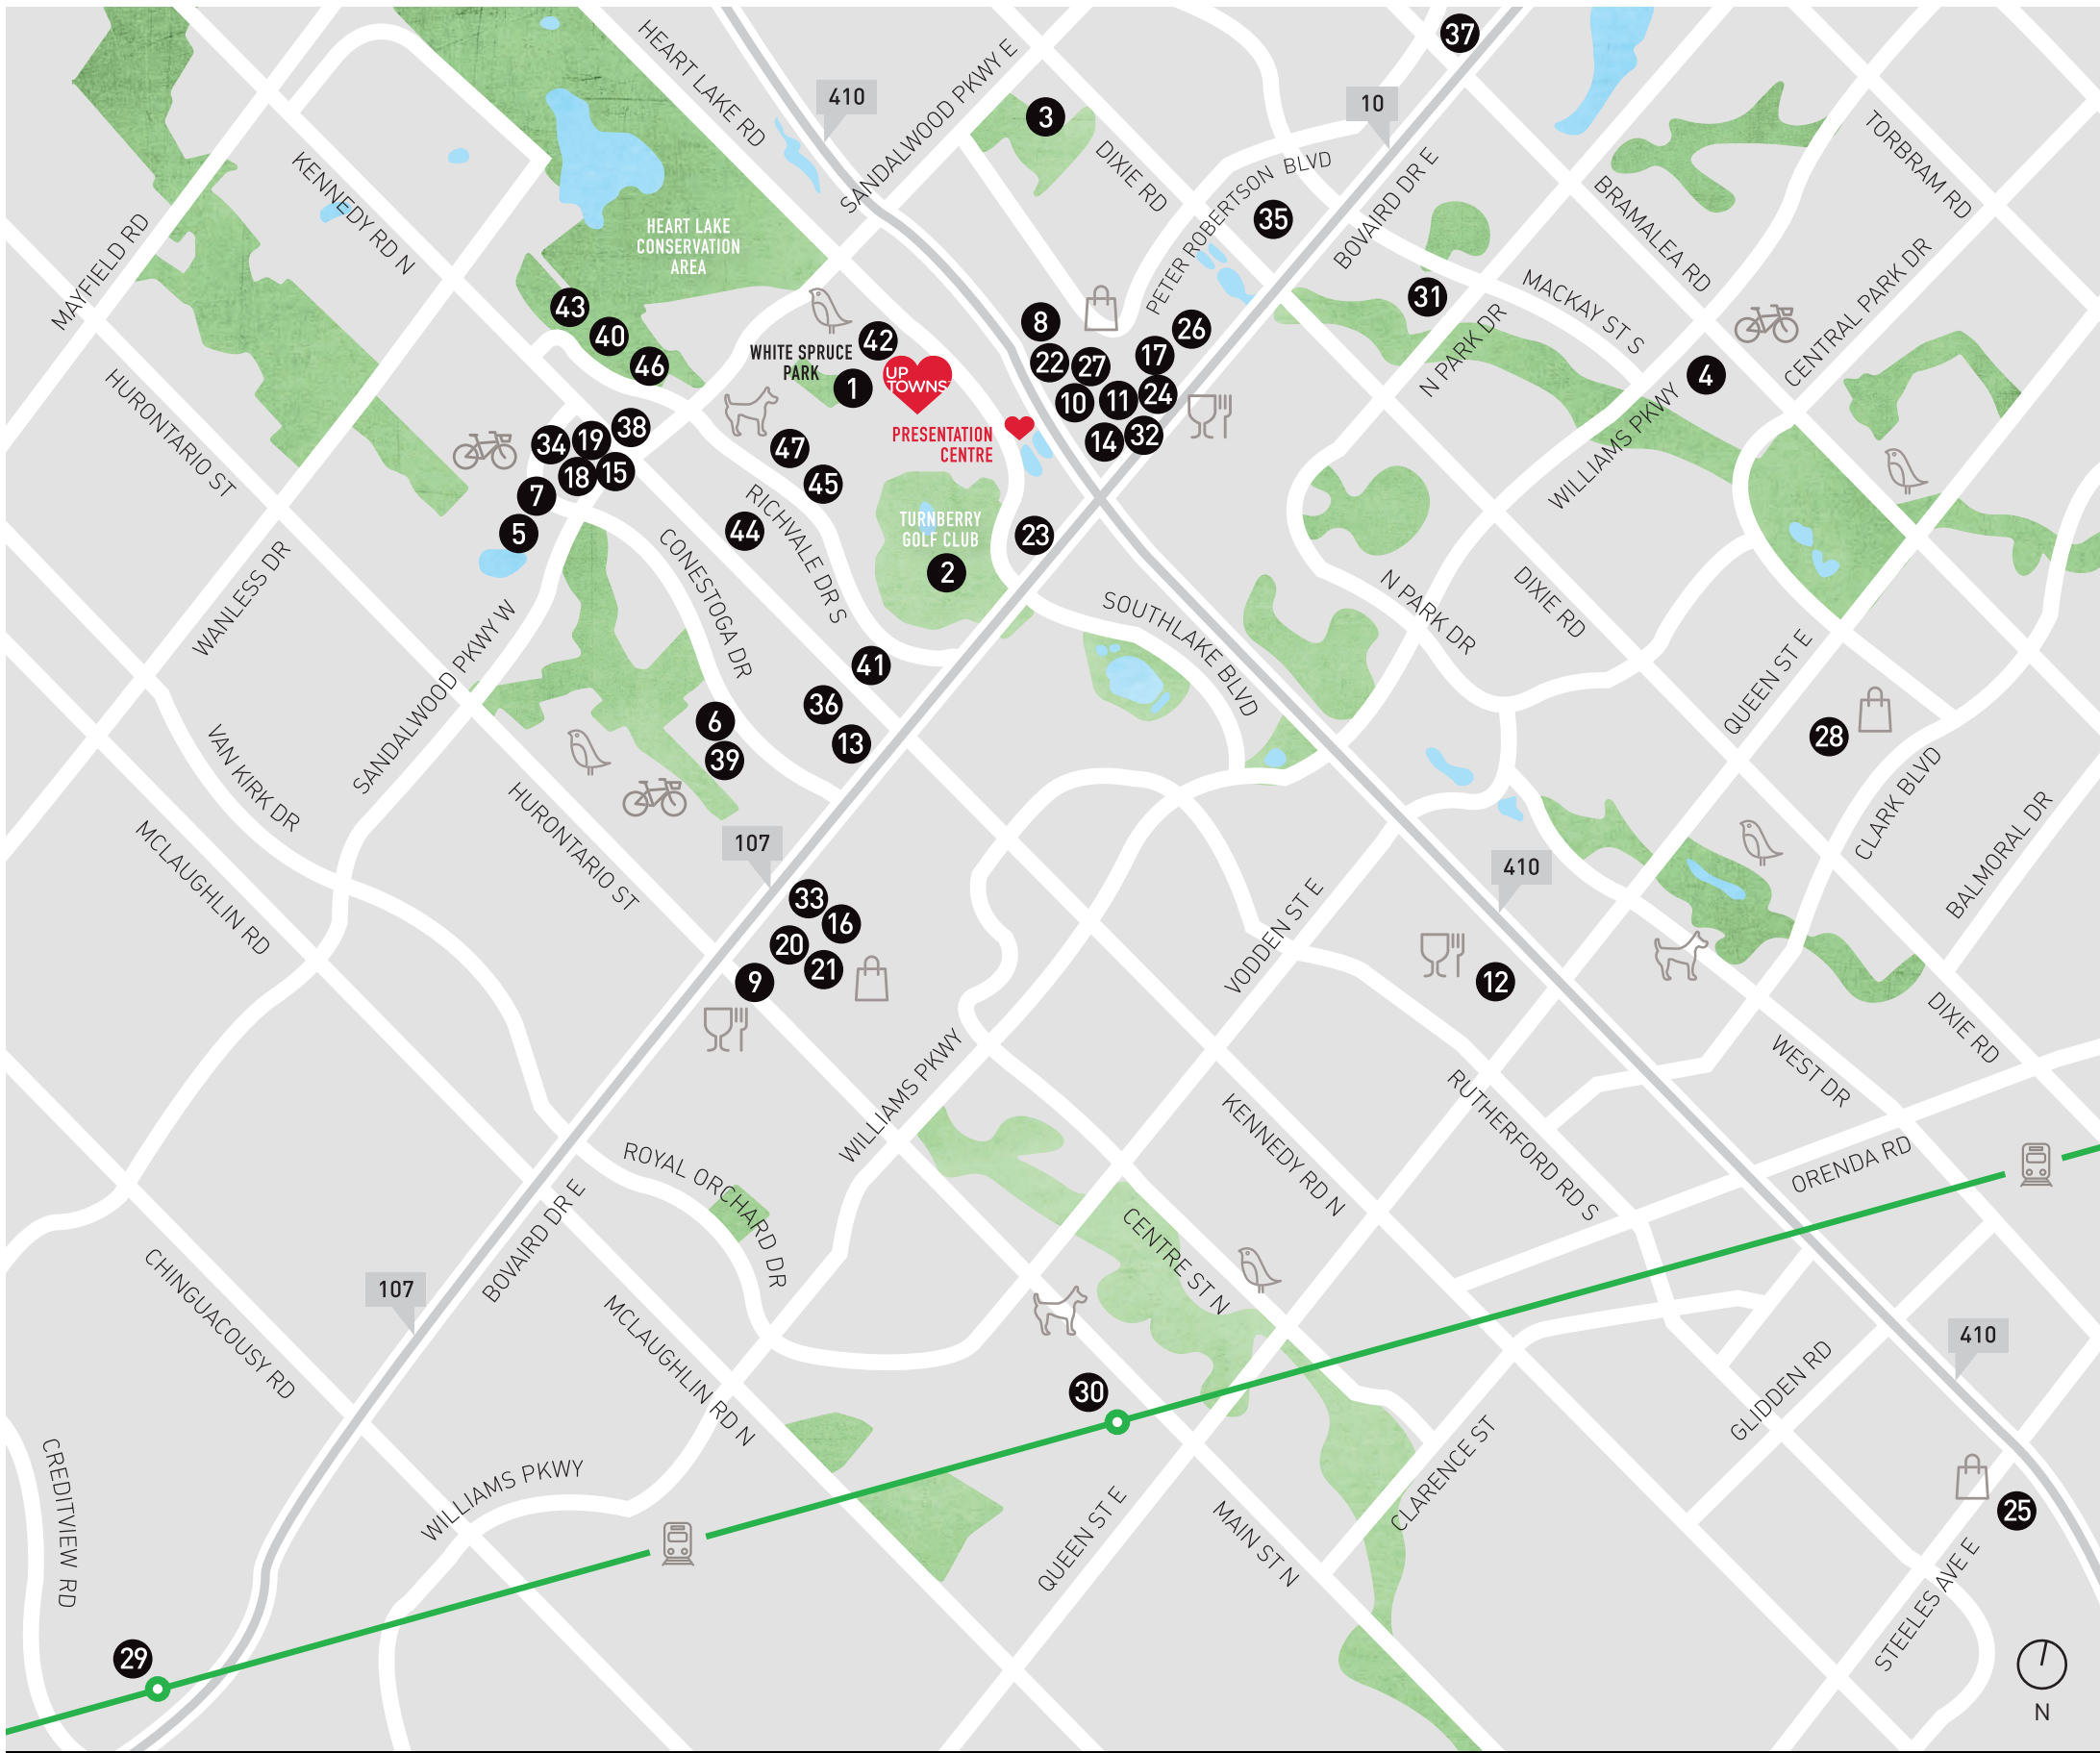 37
HEART LAKE RD
410
SANDALWOOD PKWY E
3
10
DIXIE RD
TORBRAM RD
KENNEDY RD N
PETER ROBERTSON BLVD
BOVAIRD DR E
BRAMALEA RD
35
MAYFIELD RD
HEART LAKE
CONSERVATION
AREA
CENTRAL PARK DR
43
40
46
31
MACKAY ST S
N PARK DR
8
26
42
WHITE SPRUCE
PARK
1
UP
TOWNS
22
27
17
10
11
24
14
32
4
HURONTARIO ST
PRESENTATION
CENTRE
WILLIAMS PKWY
34
19
38
18
15
7
5
47
45
44
RICHVALE DR S
TURNBERRY
GOLF CLUB
2
23
WANLESS DR
CONESTOGA DR
SOUTHLAKE BLVD
N PARK DR
DIXIE RD
SANDALWOOD PKWY W
41
36
13
6
39
QUEEN ST E
28
VAN KIRK DR
HURONTARIO ST
CLARK BLVD
BALMORAL DR
MCLAUGHLIN RD
107
410
33
16
20
21
9
VODDEN ST E
12
DIXIE RD
WILLIAMS PKWY
WEST DR
RUTHERFORD RD S
KENNEDY RD N
ROYAL ORCHARD DR
ORENDA RD
BOVAIRD DR E
CENTRE ST N
CHINGUACOUSY RD
107
MCLAUGHLIN RD N
410
GLIDDEN RD
30
CREDITVIEW RD
WILLIAMS PKWY
QUEEN ST E
MAIN ST N
CLARENCE ST
25
STEELES AVE E
29
N